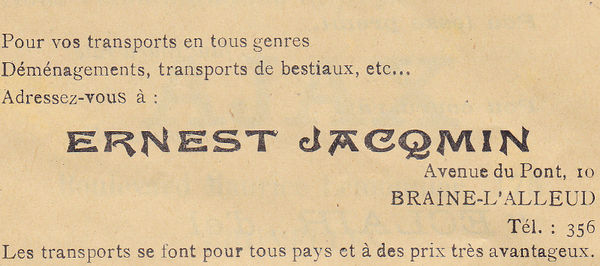 Pour vos transports en tous genres
Déménagements, transports de bestiaux, etc...
Adressez-vous à :
ERNEST JACQMIN
Avenue du Pont, 10
BRAINE-L'ALLEUD
Tél. : 356
Les transports se font pour tous pays et à des prix très avantageux.